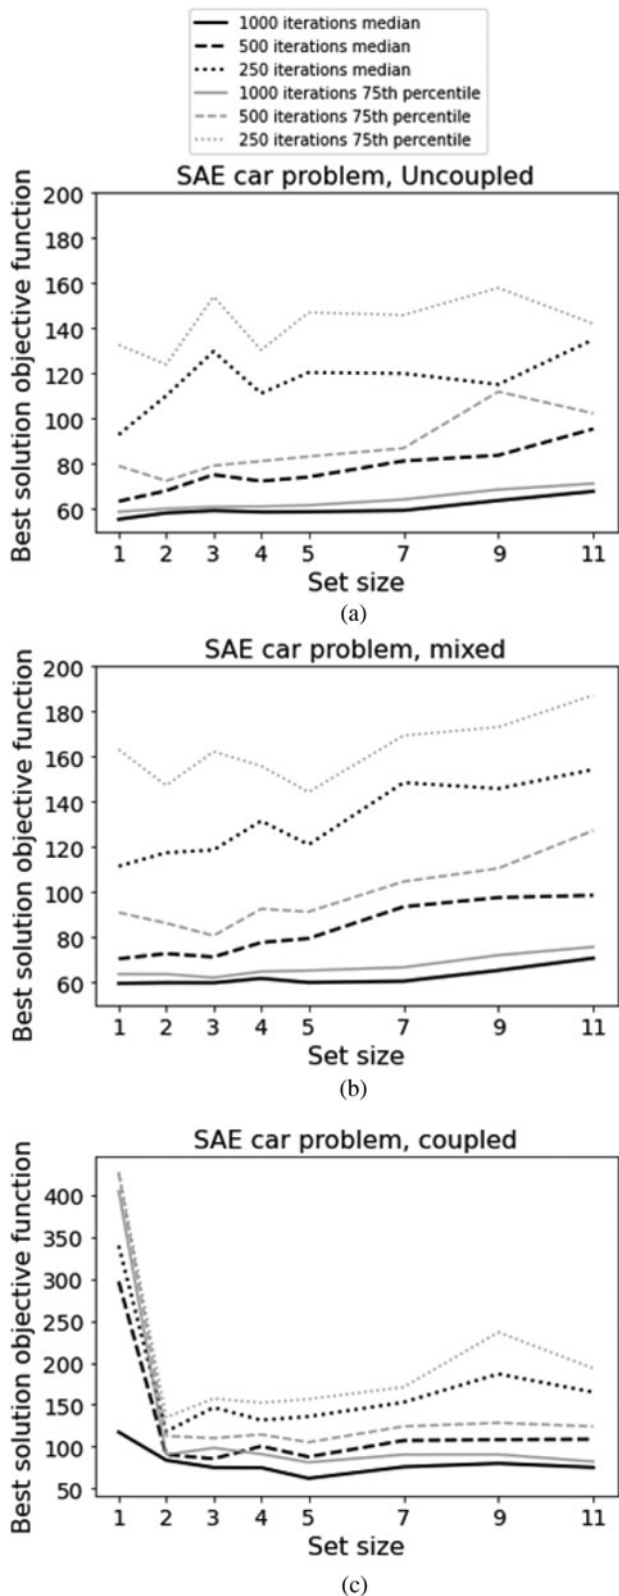 1000 iterations median
500 iterations median
250 iterations median
1000 iterations 75th percentile
500 iterations 75th percentile
250 iterations 75th percentile
SAE car problem, Uncoupled
Best solution objective function
200
180
160
140
120
100
80
60
1 2 3 4 5 7 9 11
Set size
(a)
SAE car problem, mixed
Best solution objective function
200
180
160
140
120
100
80
60
1 2 3 4 5 7 9 11
Set size
(b)
SAE car problem, coupled
Best solution objective function
400
350
300
250
200
150
100
50
1 2 3 4 5 7 9 11
Set size
(c)